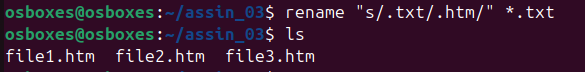 osboxes@osboxes:~/assin_03$ rename "s/.txt/.htm/" *.txt
osboxes@osboxes:~/assin_03$ ls
file1.htm  file2.htm  file3.htm